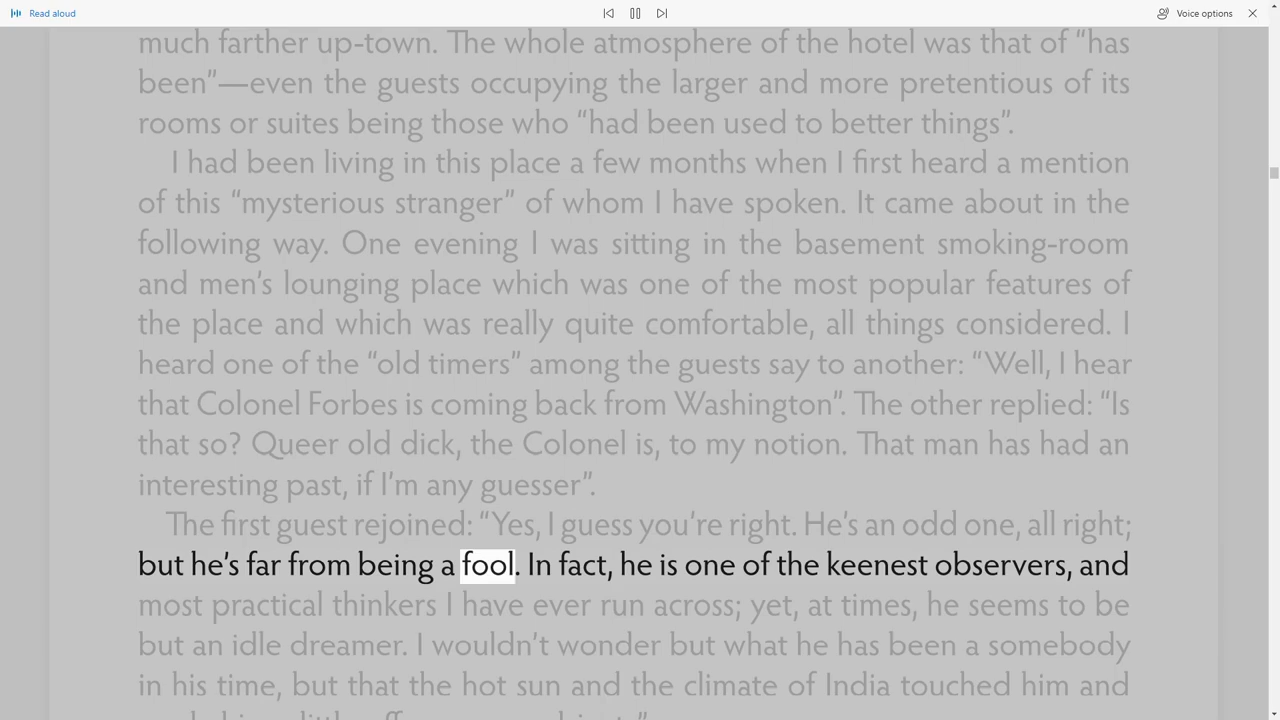 Read aloud
Voice options
much farther up-town. The whole atmosphere of the hotel was that of “has
been”—even the guests occupying the larger and more pretentious of its
rooms or suites being those who “had been used to better things”.
I had been living in this place a few months when I first heard a mention
of this “mysterious stranger” of whom I have spoken. It came about in the
following way. One evening I was sitting in the basement smoking-room
and men’s lounging place which was one of the most popular features of
the place and which was really quite comfortable, all things considered. I
heard one of the “old timers” among the guests say to another: “Well, I hear
that Colonel Forbes is coming back from Washington”. The other replied: “Is
that so? Queer old dick, the Colonel is, to my notion. That man has had an
interesting past, if I’m any guesser”.
The first guest rejoined: “Yes, I guess you’re right. He’s an odd one, all right;
but he’s far from being a fool. In fact, he is one of the keenest observers, and
most practical thinkers I have ever run across; yet, at times, he seems to be
but an idle dreamer. I wouldn’t wonder but what he has been a somebody
in his time, but that the hot sun and the climate of India touched him and